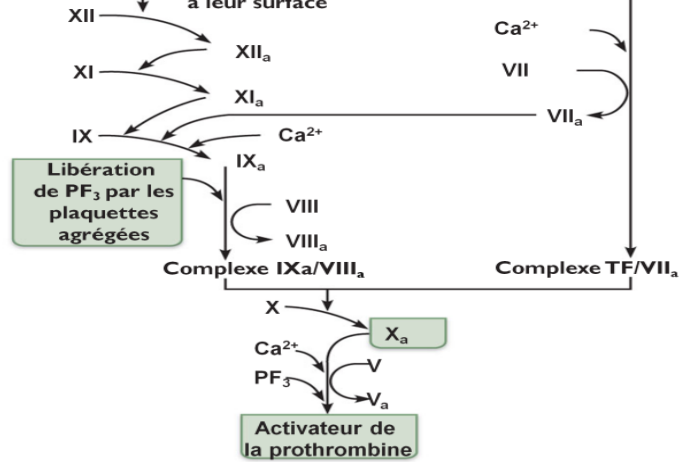 à leur surface
XII
Ca²⁺
XIIₐ
XI
VII
XIₐ
VIIₐ
IX
Ca²⁺
IXₐ
Libération
de PF₃ par les
plaquettes
agrégées
VIII
VIIIₐ
Complexe IXa/VIIIₐ
Complexe TF/VIIₐ
X
Xₐ
Ca²⁺
V
PF₃
Vₐ
Activateur de
la prothrombine